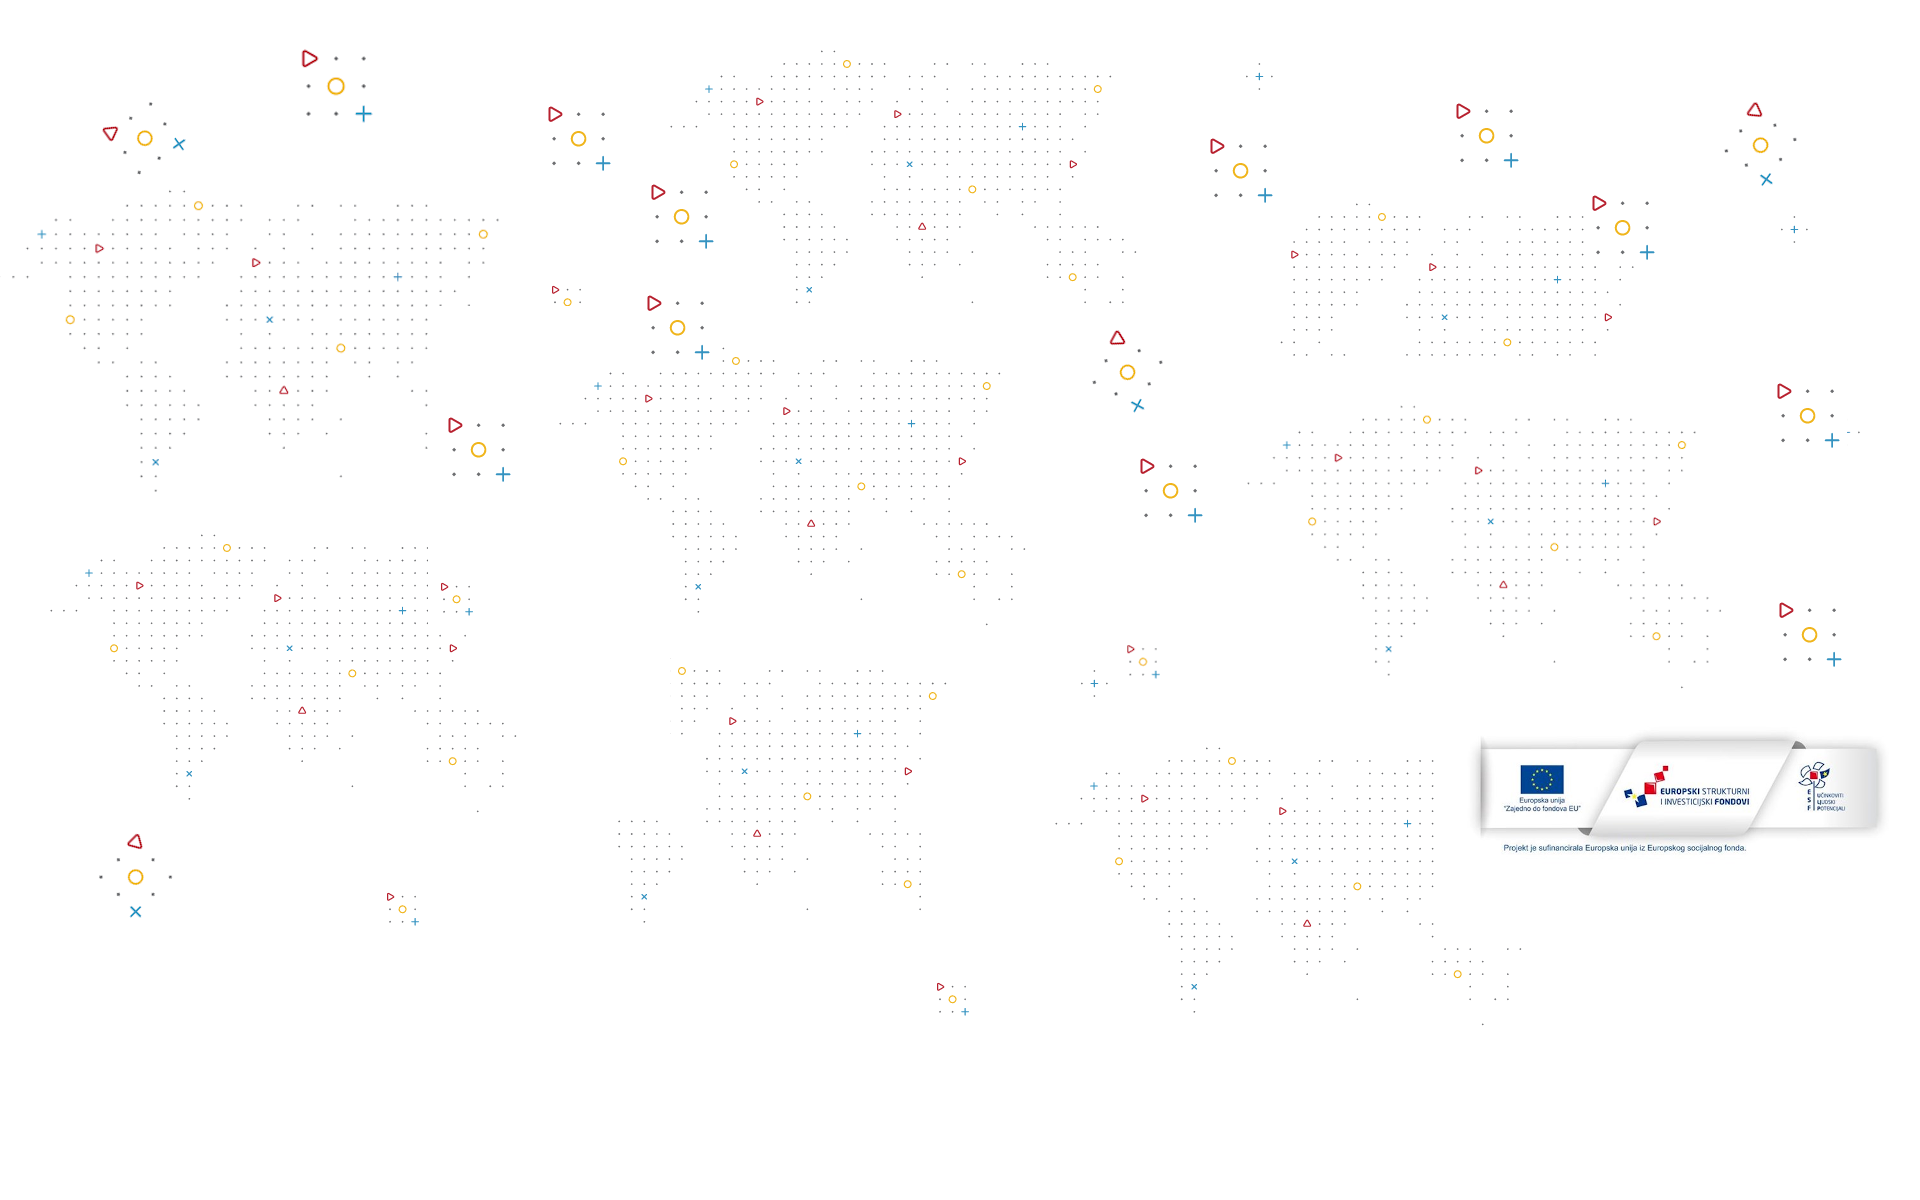 Europska unija
"Zajedno do fondova EU"
EUROPSKI STRUKTURNI
I INVESTICIJSKI FONDOVI
E S F
UČINKOVITI
LJUDSKI
POTENCIJALI
Projekt je sufinancirala Europska unija iz Europskog socijalnog fonda.